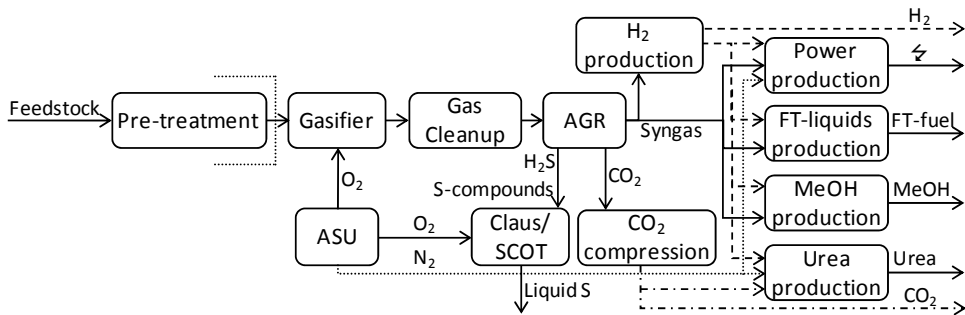 H₂
H₂
production
Power
production
Feedstock
Pre-treatment
Gasifier
Gas
Cleanup
AGR
Syngas
FT-liquids
production
FT-fuel
H₂S
S-compounds
CO₂
O₂
MeOH
production
MeOH
ASU
O₂
N₂
Claus/
SCOT
CO₂
compression
Urea
production
Urea
Liquid S
CO₂